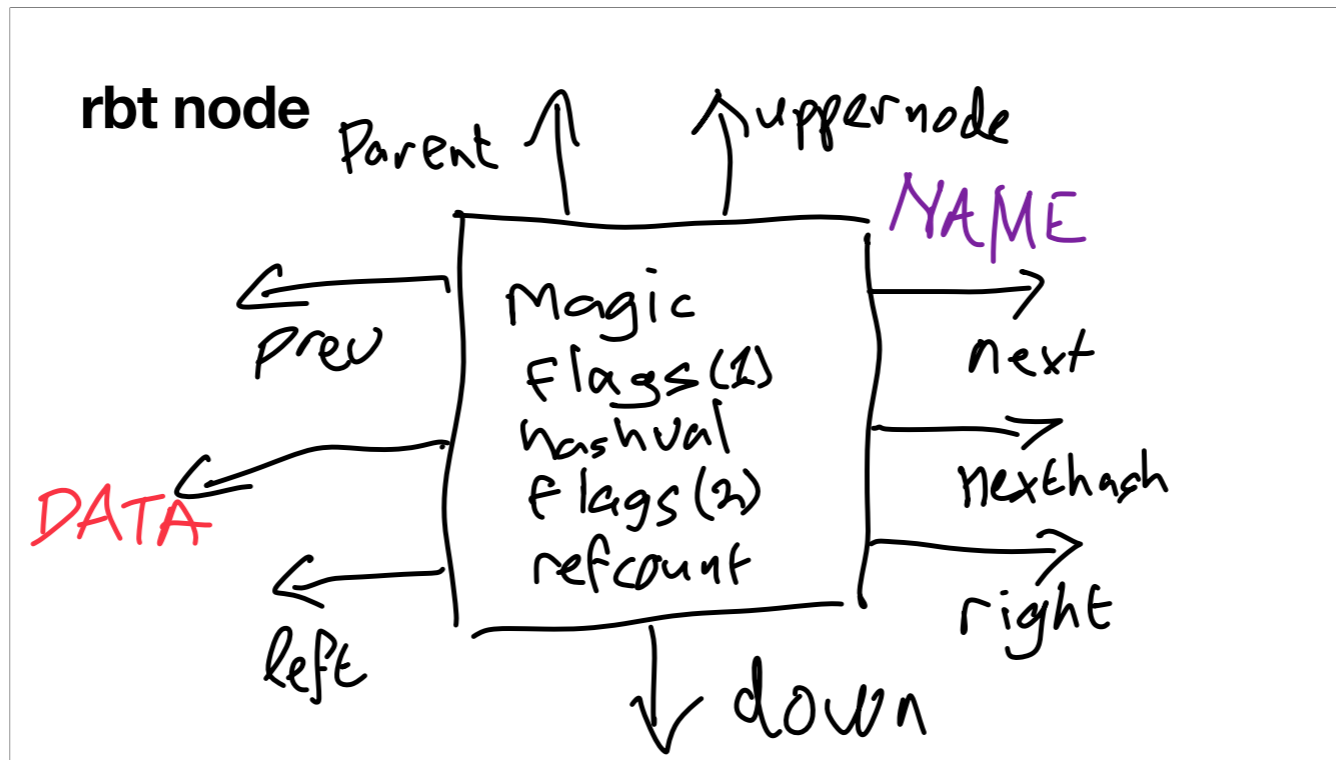 rbt node
Parent
uppernode
NAME
prev
next
Magic
flags(1)
hashval
flags(2)
refcount
DATA
nexthash
left
right
down